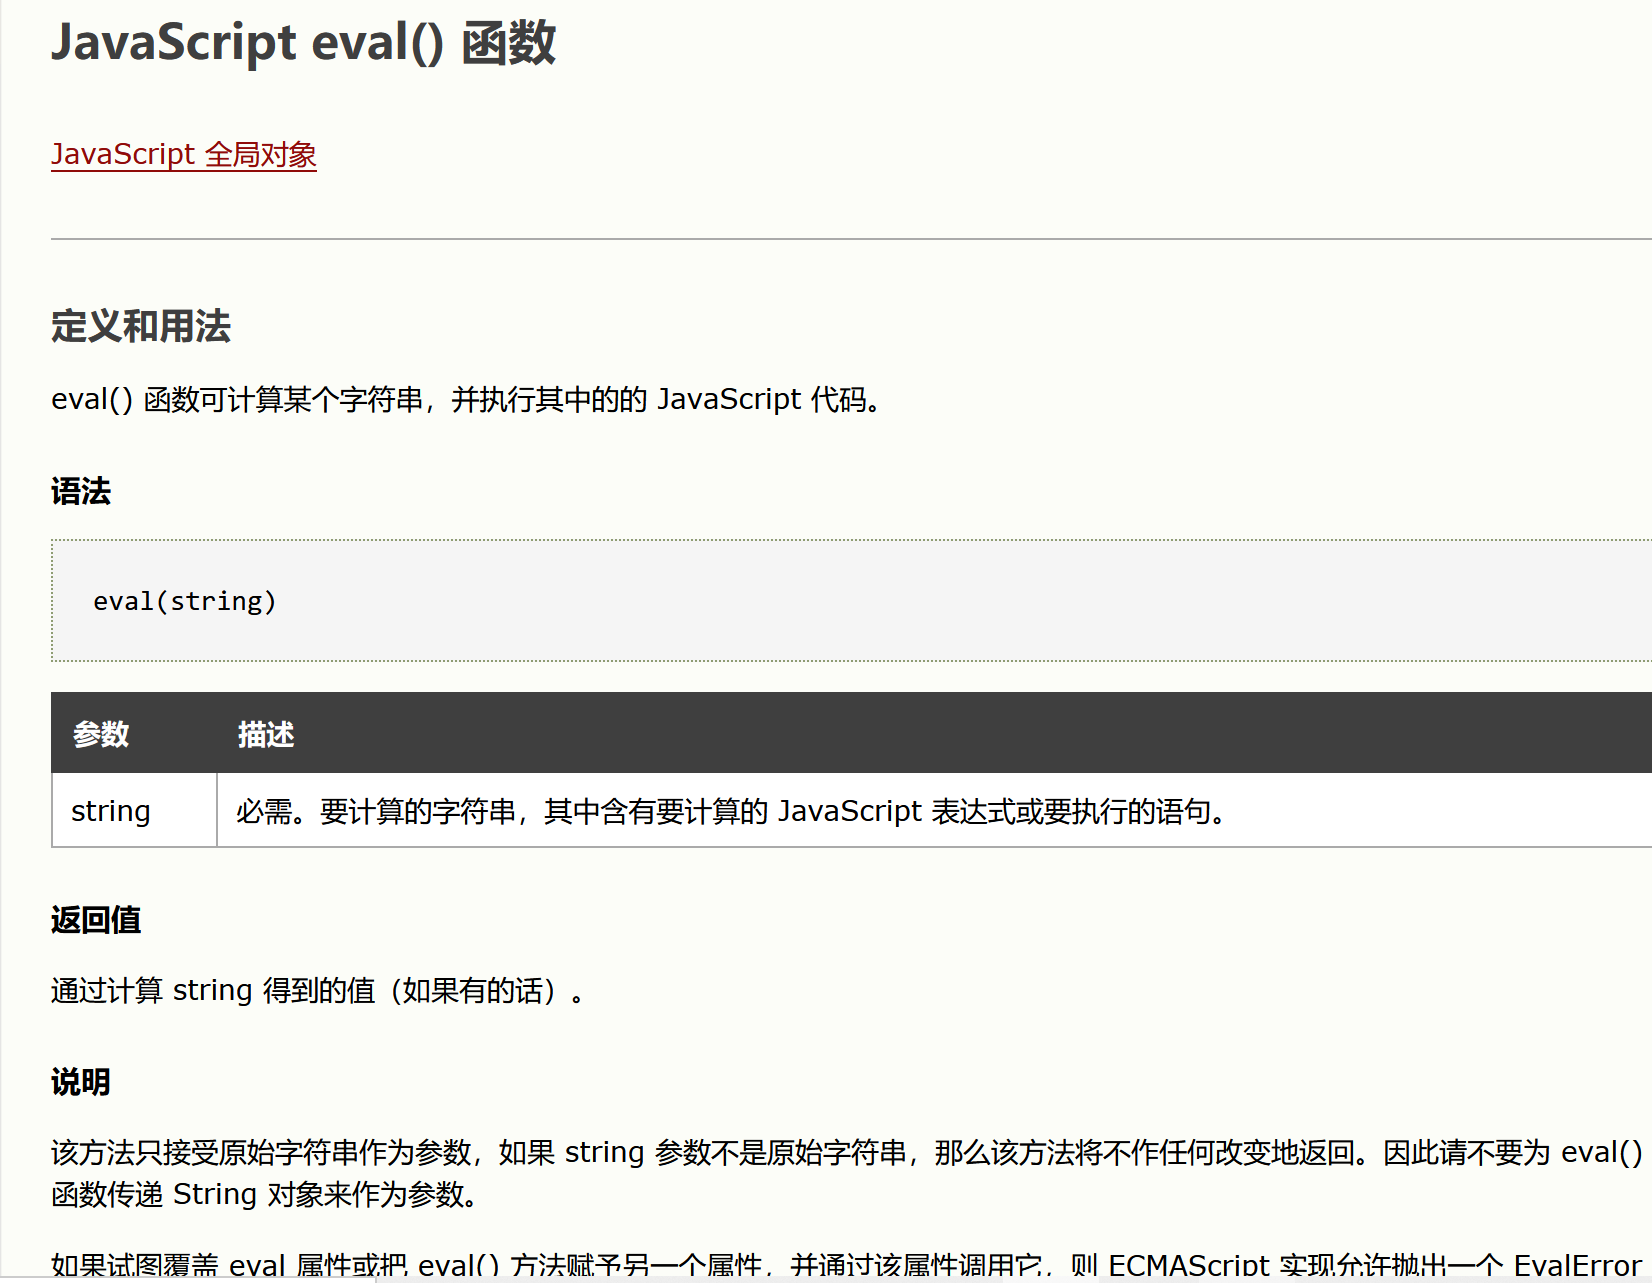 JavaScript eval() 函数
JavaScript 全局对象
定义和用法
eval() 函数可计算某个字符串，并执行其中的的 JavaScript 代码。
语法
eval(string)
参数 描述
string 必需。要计算的字符串，其中含有要计算的 JavaScript 表达式或要执行的语句。
返回值
通过计算 string 得到的值（如果有的话）。
说明
该方法只接受原始字符串作为参数，如果 string 参数不是原始字符串，那么该方法将不作任何改变地返回。因此请不要为 eval()
函数传递 String 对象来作为参数。
如果试图覆盖 eval 属性或把 eval() 方法赋予另一个属性，并通过该属性调用它，则 ECMAScript 实现允许抛出一个 EvalError